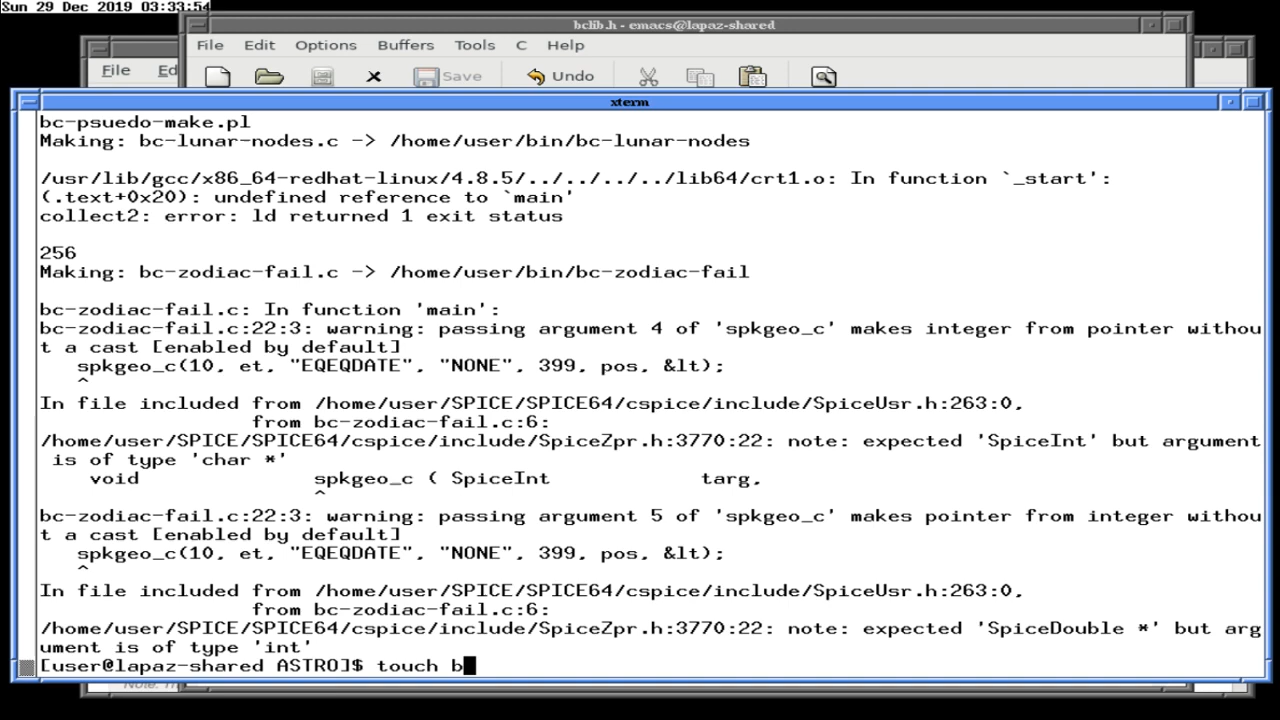 Sun 29 Dec 2019 03:33:54
bclib.h - emacs@lapaz-shared
File Edit Options Buffers Tools C Help
File Ed
Save Undo
xterm
bc-psuedo-make.pl
Making: bc-lunar-nodes.c -> /home/user/bin/bc-lunar-nodes
/usr/lib/gcc/x86_64-redhat-linux/4.8.5/../../../../lib64/crt1.o: In function `_start':
(.text+0x20): undefined reference to `main'
collect2: error: ld returned 1 exit status
256
Making: bc-zodiac-fail.c -> /home/user/bin/bc-zodiac-fail
bc-zodiac-fail.c: In function 'main':
bc-zodiac-fail.c:22:3: warning: passing argument 4 of 'spkgeo_c' makes integer from pointer withou
t a cast [enabled by default]
spkgeo_c(10, et, "EQEQDATE", "NONE", 399, pos, &lt);
^
In file included from /home/user/SPICE/SPICE64/cspice/include/SpiceUsr.h:263:0,
from bc-zodiac-fail.c:6:
/home/user/SPICE/SPICE64/cspice/include/SpiceZpr.h:3770:22: note: expected 'SpiceInt' but argument
is of type 'char *'
void spkgeo_c ( SpiceInt targ,
^
bc-zodiac-fail.c:22:3: warning: passing argument 5 of 'spkgeo_c' makes pointer from integer withou
t a cast [enabled by default]
spkgeo_c(10, et, "EQEQDATE", "NONE", 399, pos, &lt);
^
In file included from /home/user/SPICE/SPICE64/cspice/include/SpiceUsr.h:263:0,
from bc-zodiac-fail.c:6:
/home/user/SPICE/SPICE64/cspice/include/SpiceZpr.h:3770:22: note: expected 'SpiceDouble *' but arg
ument is of type 'int'
[user@lapaz-shared ASTRO]$ touch b